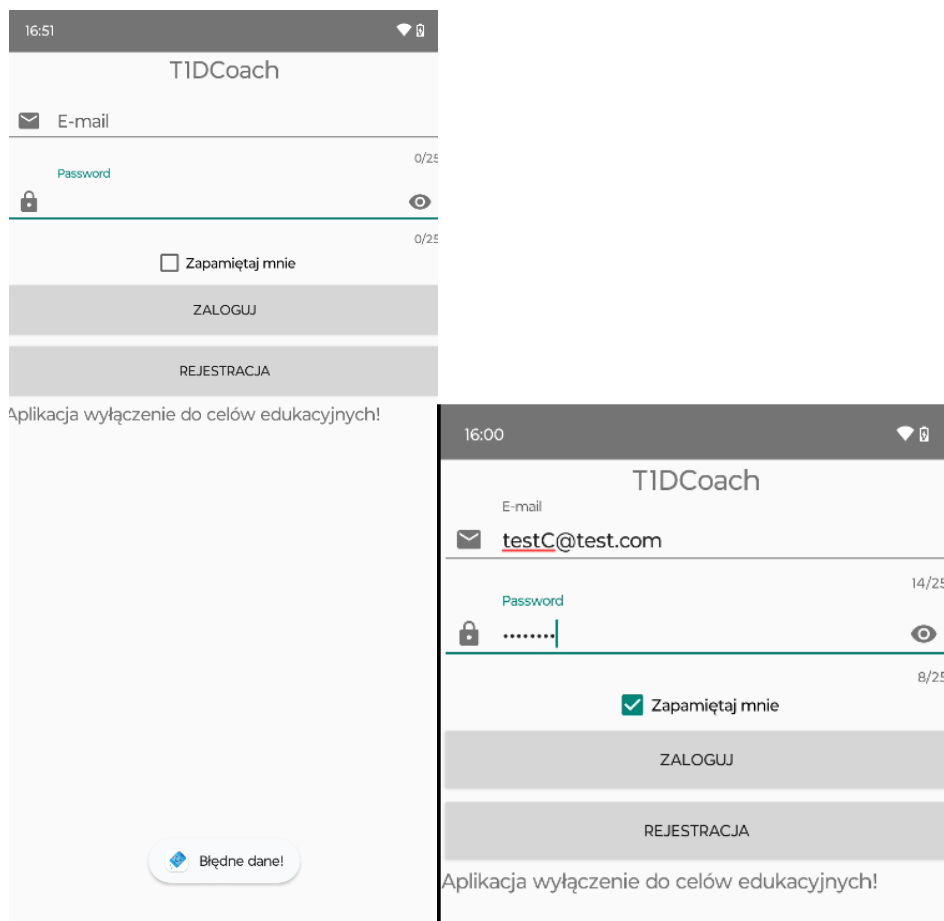 16:51
T1DCoach
E-mail
0/25
Password
0/25
Zapamiętaj mnie
ZALOGUJ
REJESTRACJA
Aplikacja wyłączenie do celów edukacyjnych!
Błędne dane!
16:00
T1DCoach
E-mail
testC@test.com
14/25
Password
••••••••
8/25
Zapamiętaj mnie
ZALOGUJ
REJESTRACJA
Aplikacja wyłączenie do celów edukacyjnych!